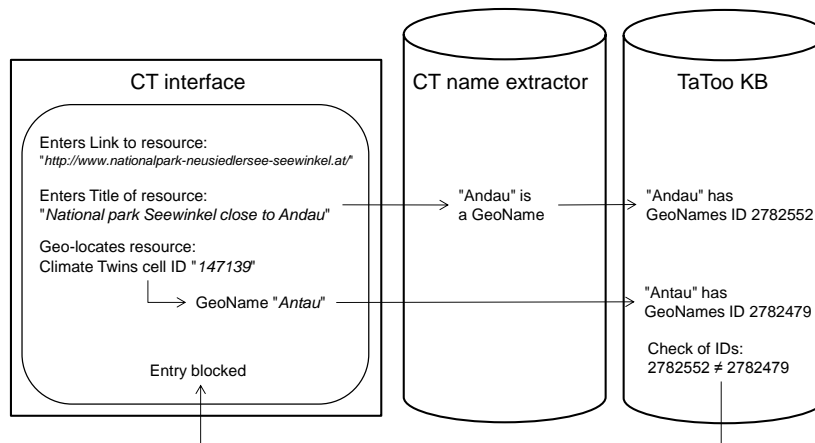 CT interface
Enters Link to resource:
"http://www.nationalpark-neusiedlersee-seewinkel.at/"
Enters Title of resource:
"National park Seewinkel close to Andau"
Geo-locates resource:
Climate Twins cell ID "147139"
GeoName "Antau"
Entry blocked
CT name extractor
"Andau" is
a GeoName
TaToo KB
"Andau" has
GeoNames ID 2782552
"Antau" has
GeoNames ID 2782479
Check of IDs:
2782552 ≠ 2782479